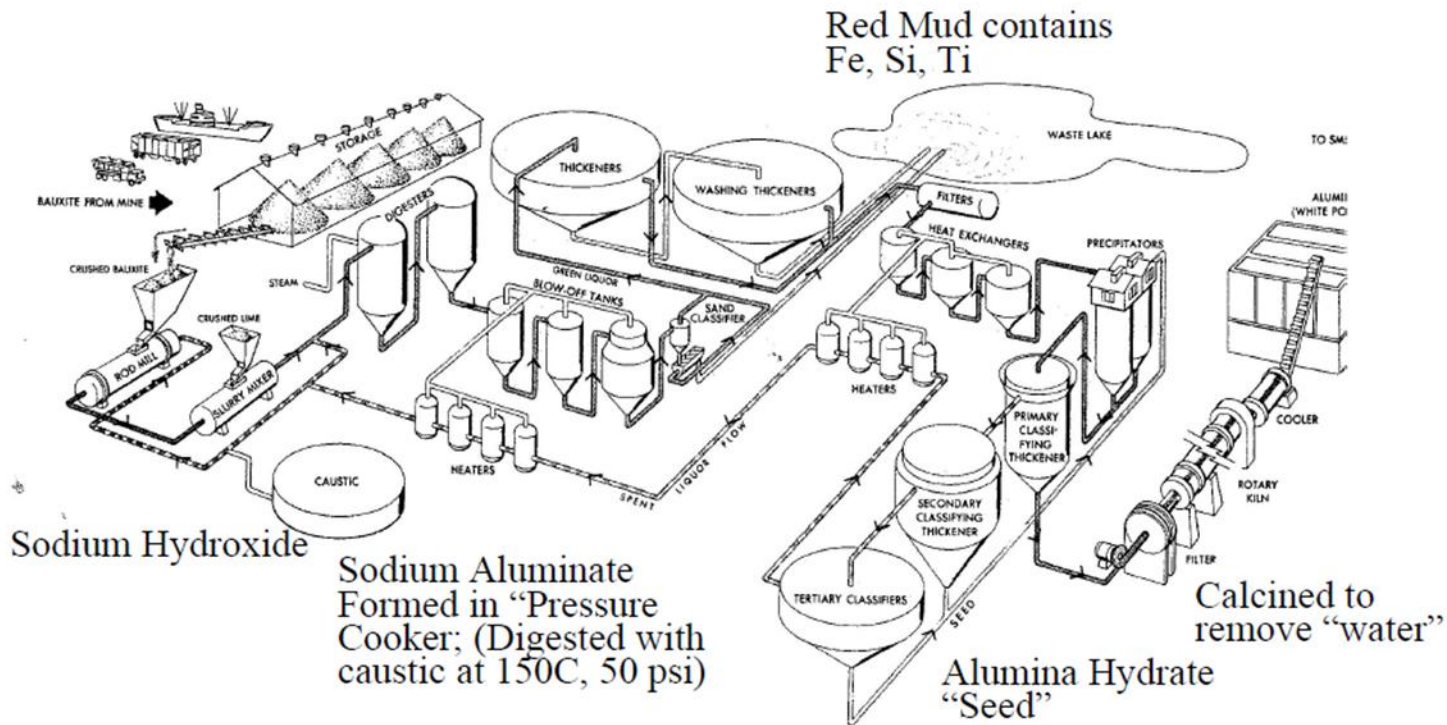 Red Mud contains
Fe, Si, Ti
STORAGE
BAUXITE FROM MINE
CRUSHED BAUXITE
ROD MILL
CRUSHED LIME
SLURRY MIXER
STEAM
DIGESTERS
THICKENERS
WASHING THICKENERS
GREEN LIQUOR
BLOW-OFF TANKS
SAND
CLASSIFIER
WASTE LAKE
FILTERS
HEAT EXCHANGERS
PRECIPITATORS
TO SM
ALUMI
(WHITE PO
HEATERS
HEATERS
SPENT LIQUOR FLOW
CAUSTIC
PRIMARY
CLASSI-
FYING
THICKENER
SECONDARY
CLASSIFYING
THICKENER
TERTIARY CLASSIFIERS
SEED
COOLER
ROTARY
KILN
FILTER
Sodium Hydroxide
Sodium Aluminate
Formed in “Pressure
Cooker; (Digested with
caustic at 150C, 50 psi)
Alumina Hydrate
“Seed”
Calcined to
remove “water”